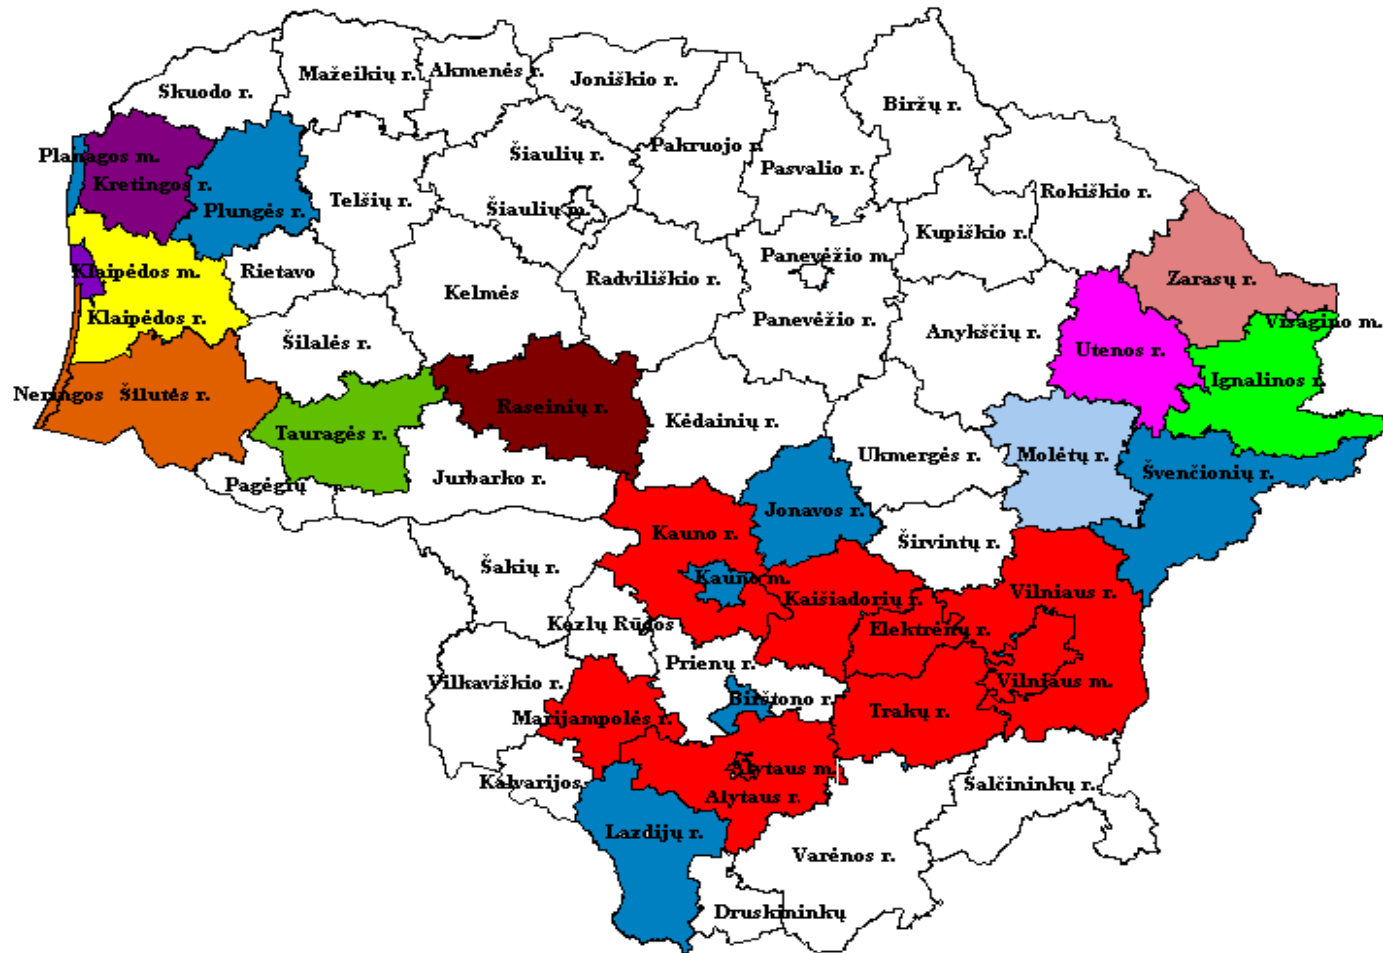 Skuodo r.
Mažeikių r.
Akmenės r.
Joniškio r.
Biržų r.
Planagos m.
Kretingos r.
Plungės r.
Telšių r.
Šiaulių r.
Šiaulių m.
Pakruojo r.
Pasvalio r.
Rokiškio r.
Kupiškio r.
Klaipėdos m.
Rietavo
Kelmės
Radviliškio r.
Panevėžio m.
Panevėžio r.
Zarasų r.
Visagino m.
Klaipėdos r.
Šilalės r.
Anykščių r.
Utenos r.
Ignalinos r.
Neringos
Šilutės r.
Raseinių r.
Kėdainių r.
Tauragės r.
Ukmergės r.
Molėtų r.
Švenčionių r.
Pagėgių
Jurbarko r.
Jonavos r.
Kauno r.
Širvintų r.
Šakių r.
Kauno m.
Kaišiadorių r.
Vilniaus r.
Kazlų Rūdos
Elektrėnų r.
Prienų r.
Vilkaviškio r.
Birštono r.
Vilniaus m.
Marijampolės r.
Trakų r.
Kalvarijos
Alytaus m.
Alytaus r.
Šalčininkų r.
Lazdijų r.
Varėnos r.
Druskininkų